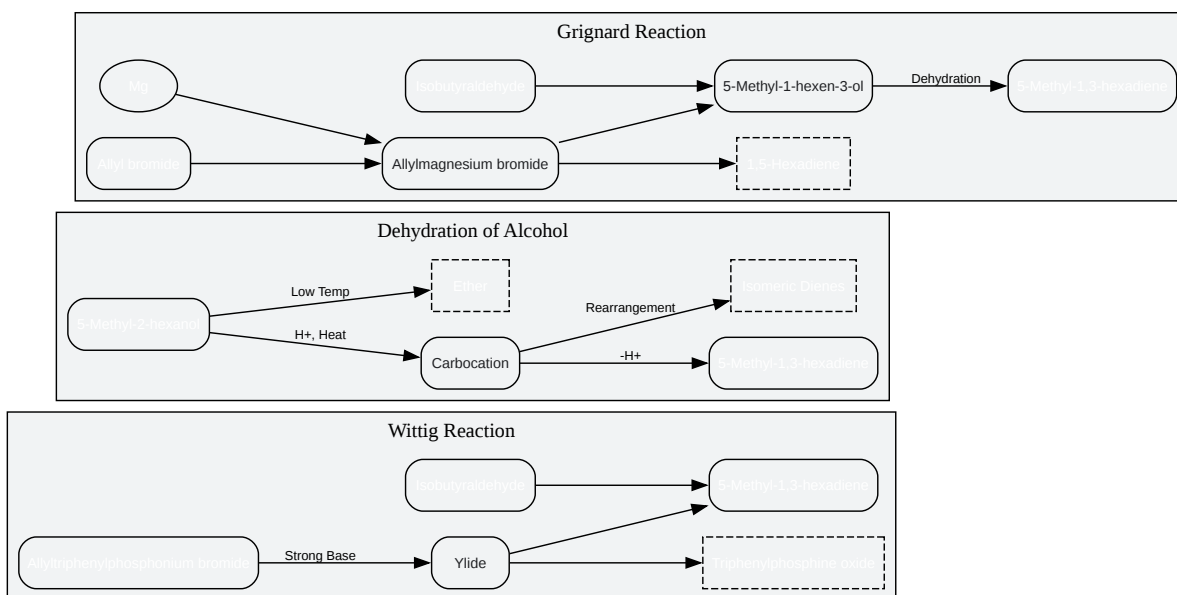 Grignard Reaction
Mg
Isobutyraldehyde
5-Methyl-1-hexen-3-ol
Dehydration
5-Methyl-1,3-hexadiene
Allyl bromide
Allylmagnesium bromide
1,5-Hexadiene
Dehydration of Alcohol
Low Temp
Ether
Isomeric Dienes
Rearrangement
5-Methyl-2-hexanol
H+, Heat
Carbocation
-H+
5-Methyl-1,3-hexadiene
Wittig Reaction
Isobutyraldehyde
5-Methyl-1,3-hexadiene
Allyltriphenylphosphonium bromide
Strong Base
Ylide
Triphenylphosphine oxide